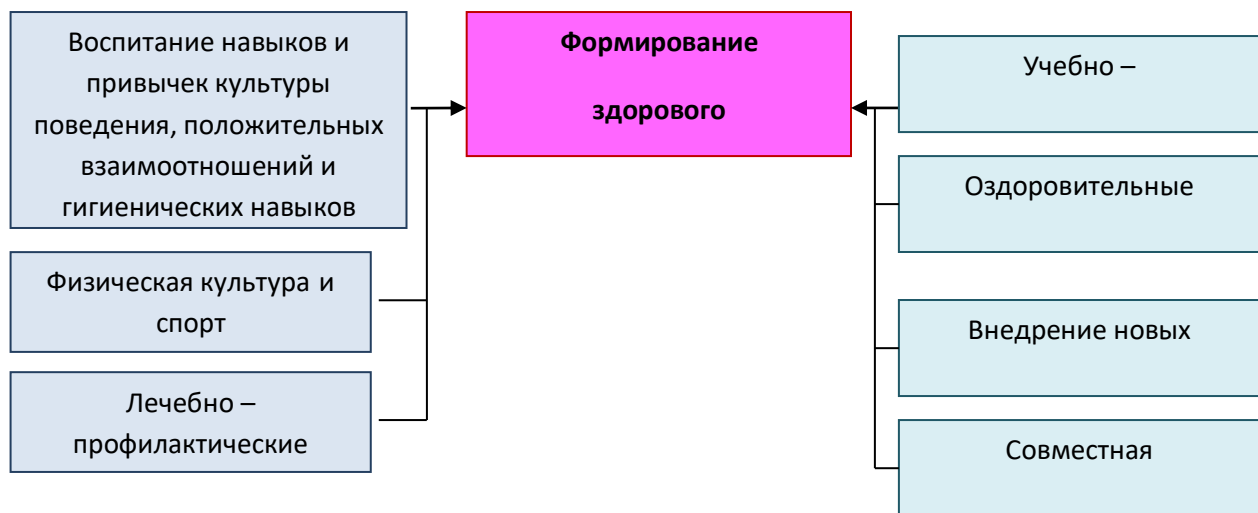 Воспитание навыков и
привычек культуры
поведения, положительных
взаимоотношений и
гигиенических навыков
Физическая культура и
спорт
Лечебно –
профилактические
Формирование
здорового
Учебно –
Оздоровительные
Внедрение новых
Совместная